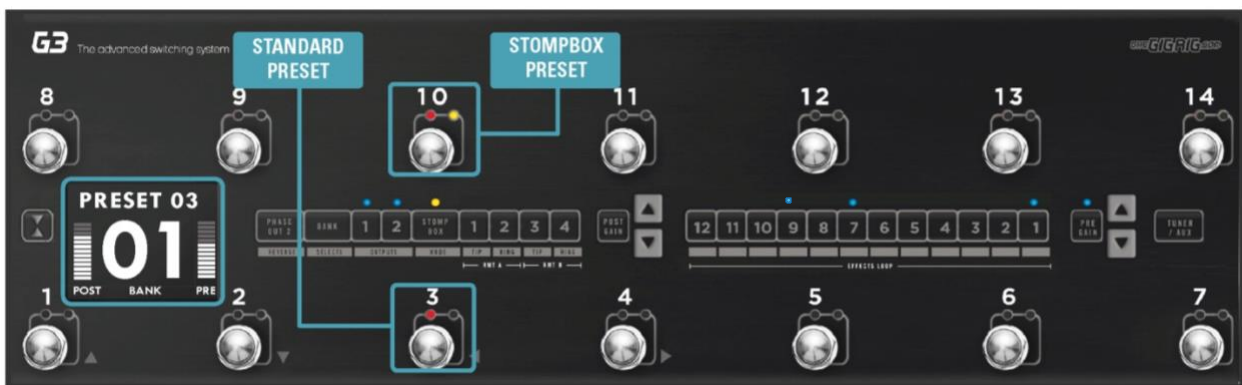 G3 The advanced switching system
STANDARD
PRESET
STOMPBOX
PRESET
THEGIGRIG
8 9 10 11 12 13 14
PRESET 03
01
POST BANK PRE
PHASE
OUT 2
BANK
1
2
STOMP
BOX
1
2
3
4
REVERSE
SELECTS
OUTPUTS
MODE
TIP
RING
TIP
RING
RMT A
RMT B
POST
GAIN
12 11 10 9 8 7 6 5 4 3 2 1
EFFECTS LOOP
PRE
GAIN
TUNER
/ AUX
1 2 3 4 5 6 7